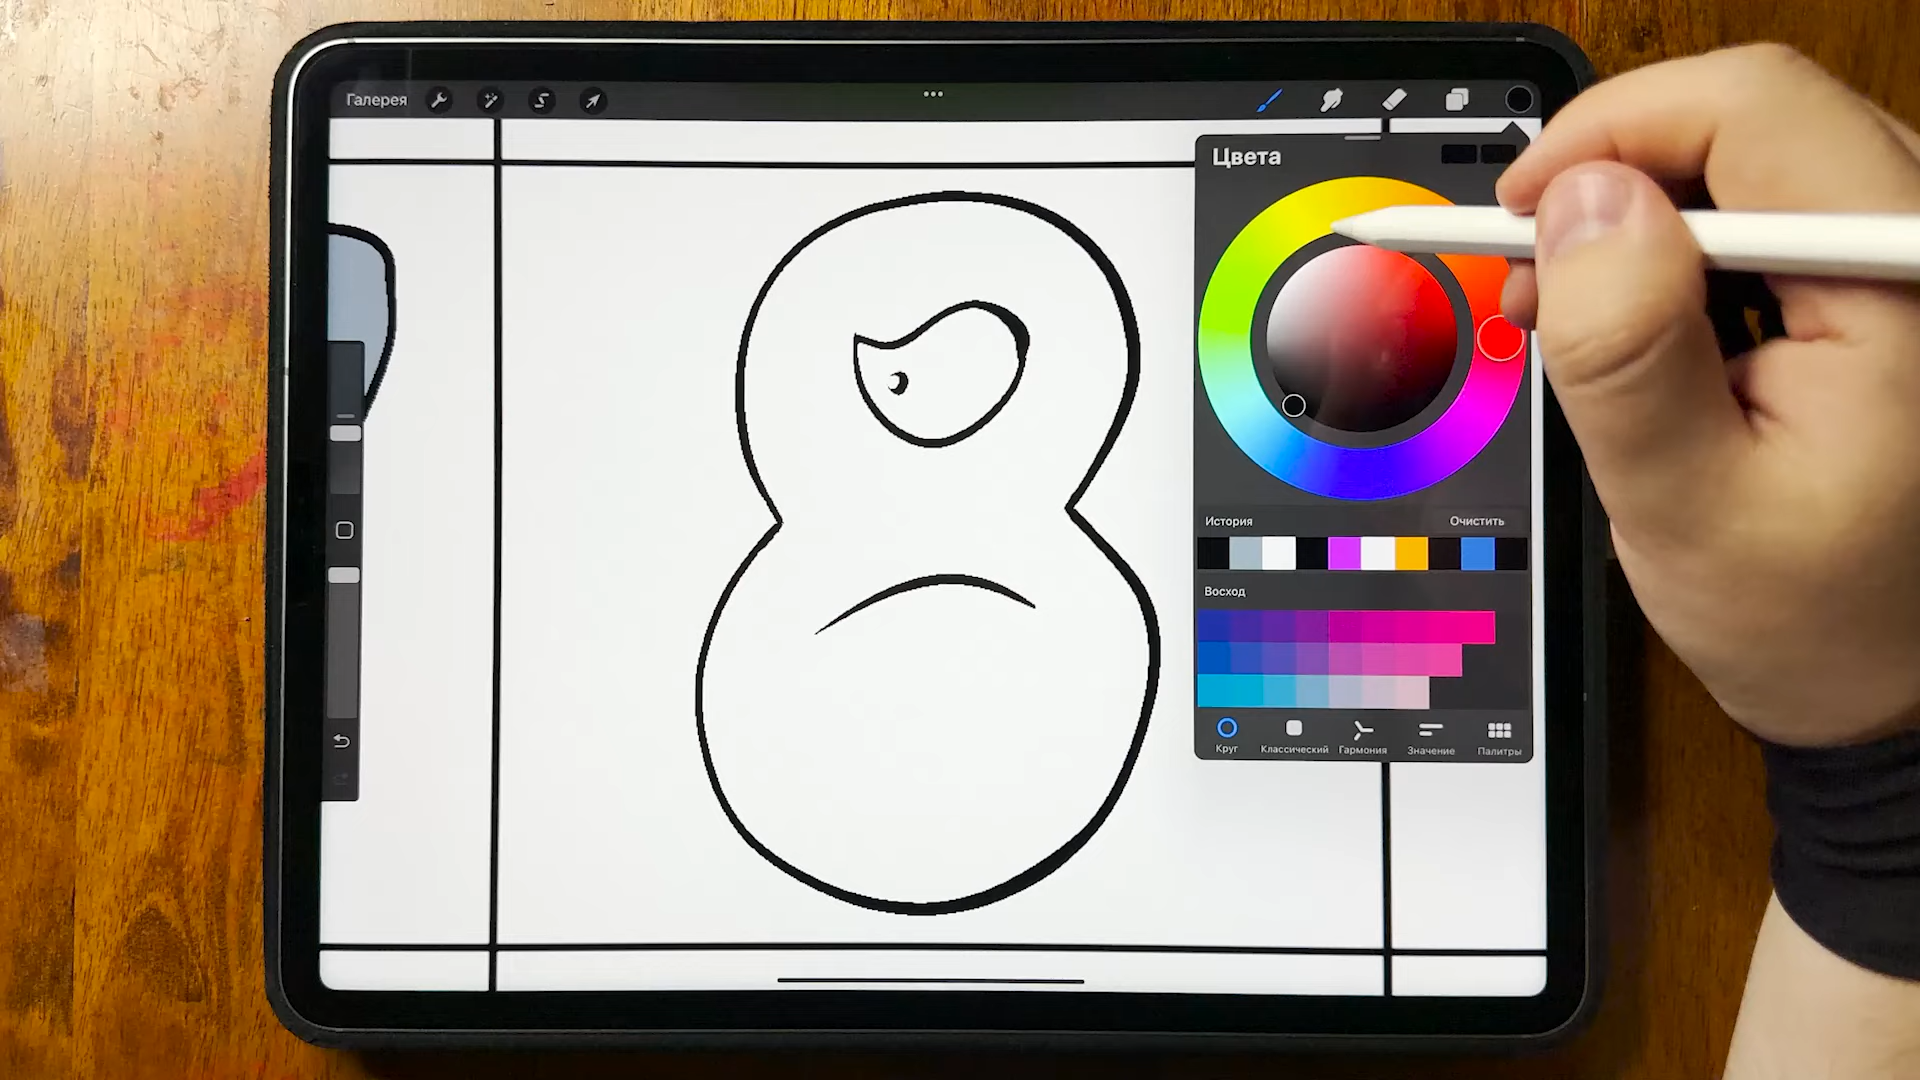 Галерея
Цвета
История Очистить
Восход
Круг Классический Гармония Значение Палитры